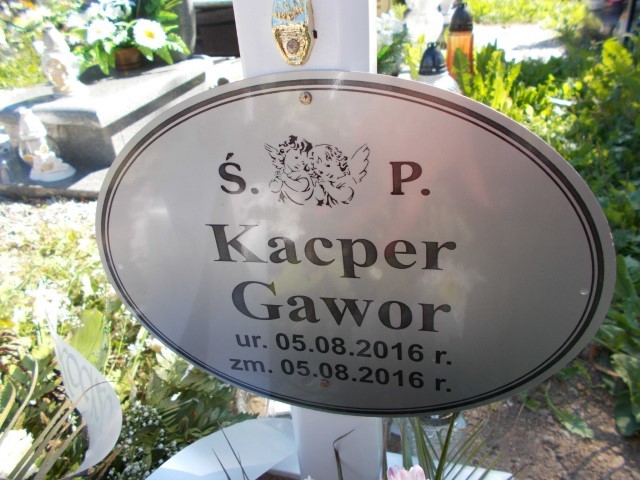 Ś. P.
Kacper
Gawor
ur. 05.08.2016 r.
zm. 05.08.2016 r.